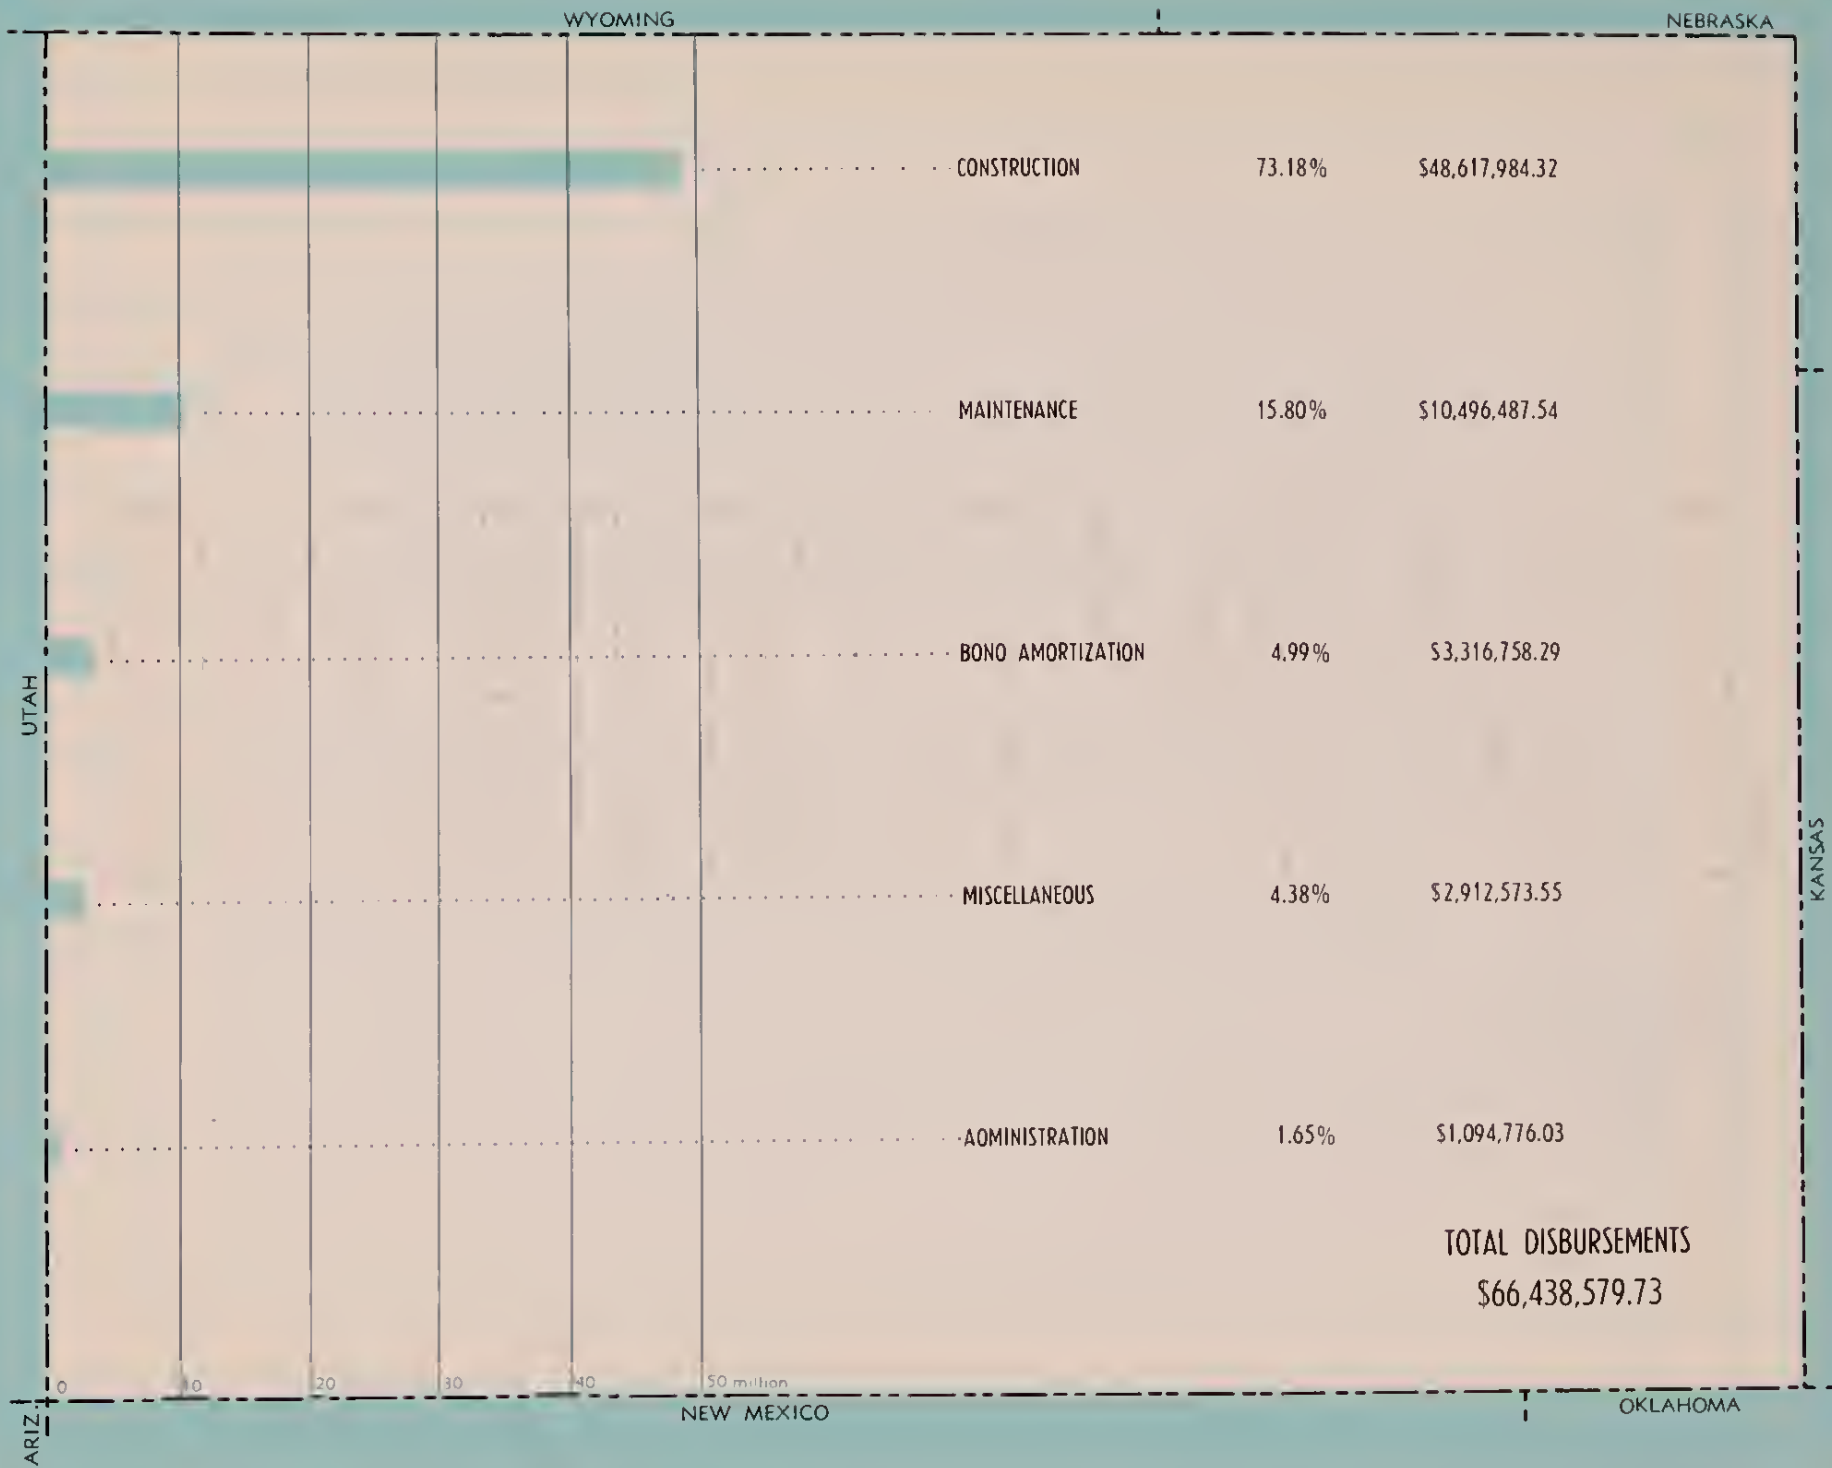 WYOMING
NEBRASKA
CONSTRUCTION 73.18% $48,617,984.32
MAINTENANCE 15.80% $10,496,487.54
BONO AMORTIZATION 4.99% $3,316,758.29
UTAH
MISCELLANEOUS 4.38% $2,912,573.55
KANSAS
AOMINISTRATION 1.65% $1,094,776.03
TOTAL DISBURSEMENTS
$66,438,579.73
0 10 20 30 40 50 million
NEW MEXICO
OKLAHOMA
ARIZ.